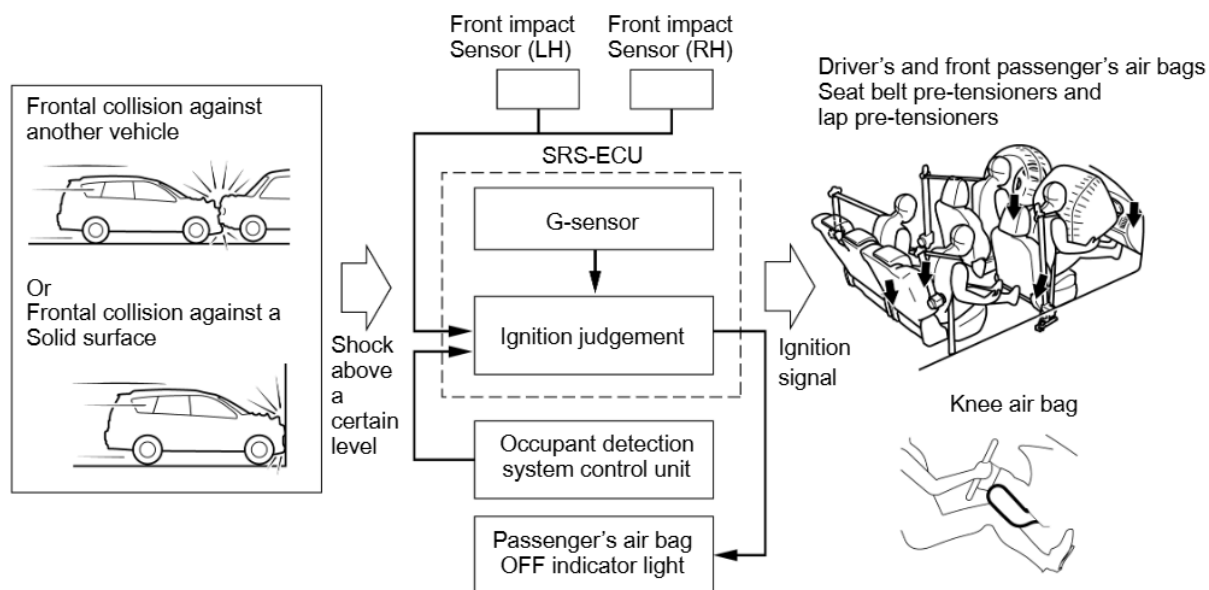 Front impact
Sensor (LH)
Front impact
Sensor (RH)
Frontal collision against
another vehicle
Or
Frontal collision against a
Solid surface
Shock
above
a
certain
level
SRS-ECU
G-sensor
Ignition judgement
Occupant detection
system control unit
Passenger's air bag
OFF indicator light
Ignition
signal
Driver's and front passenger's air bags
Seat belt pre-tensioners and
lap pre-tensioners
Knee air bag